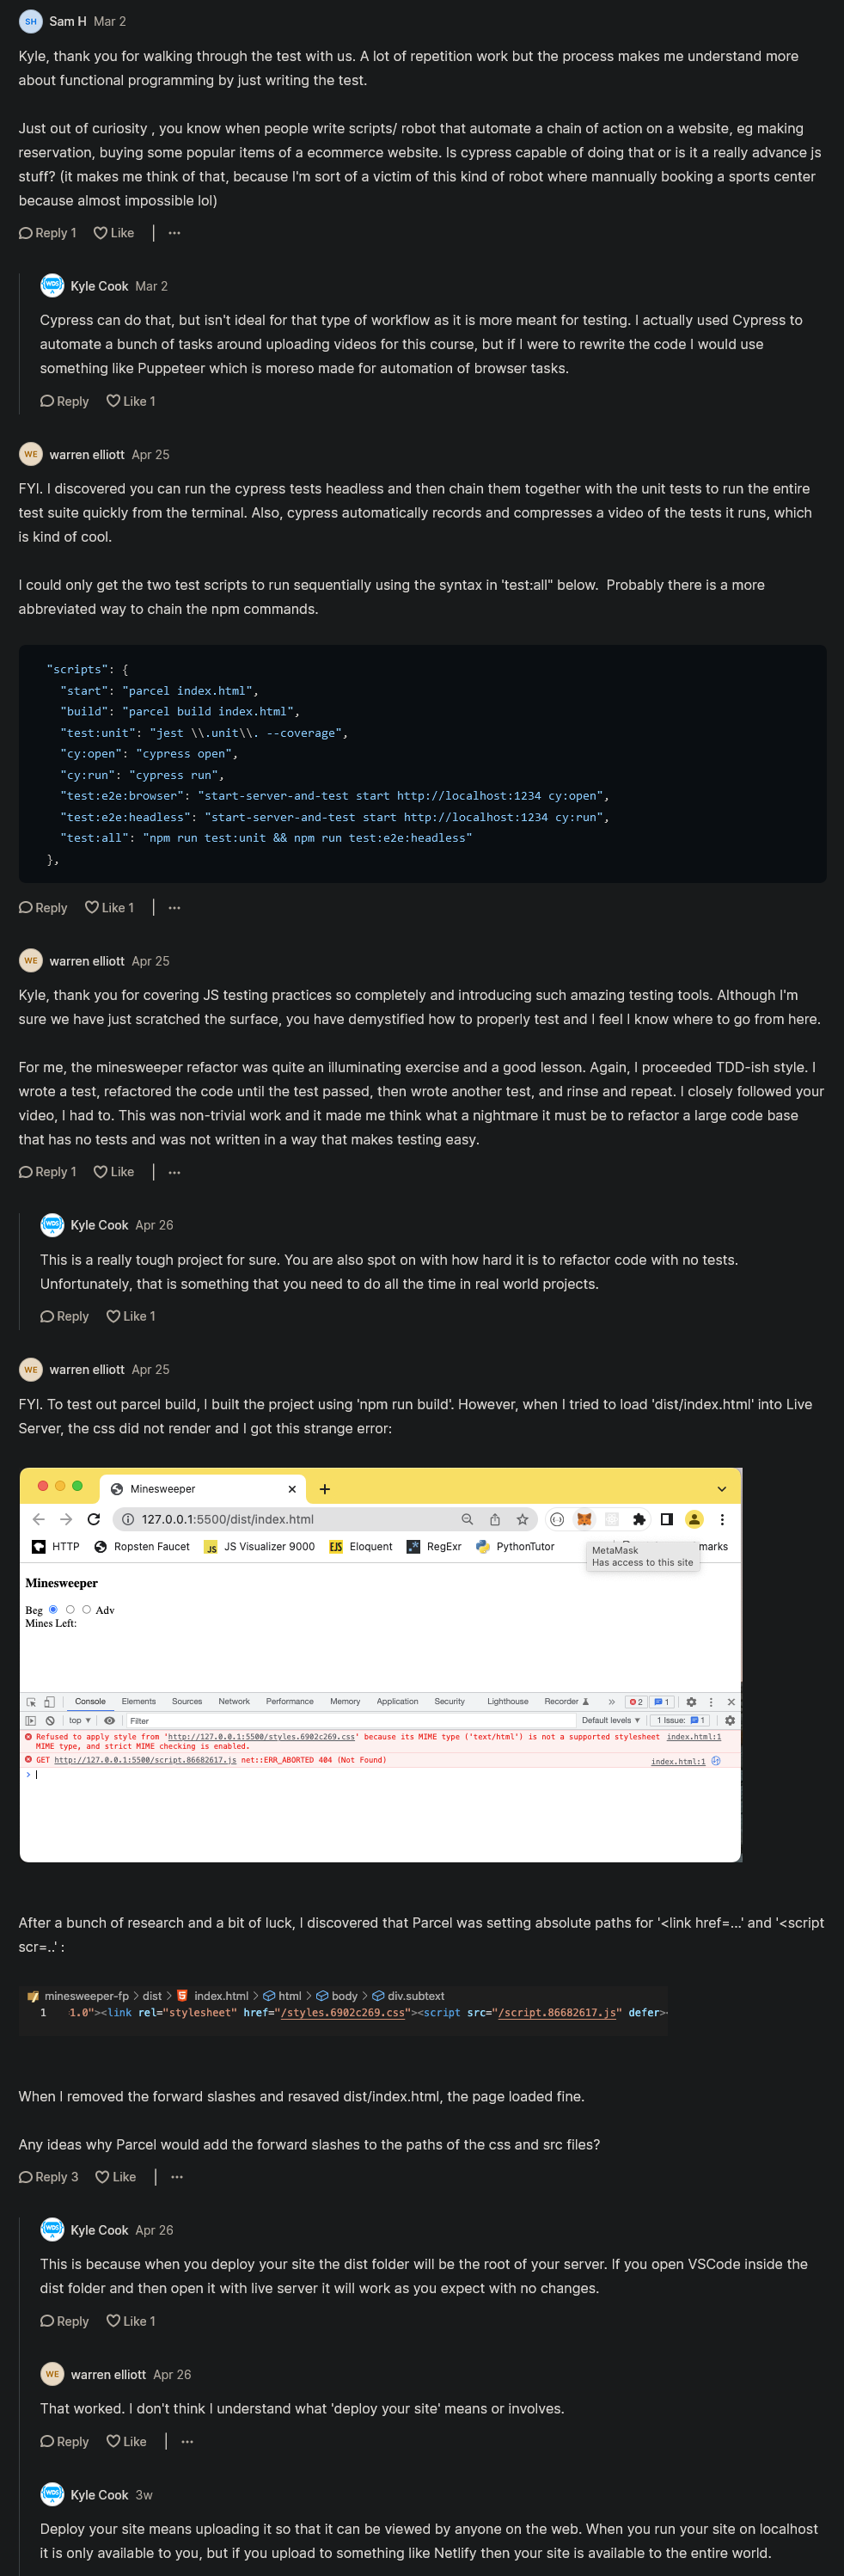 SH Sam H Mar 2
Kyle, thank you for walking through the test with us. A lot of repetition work but the process makes me understand more
about functional programming by just writing the test.
Just out of curiosity , you know when people write scripts/ robot that automate a chain of action on a website, eg making
reservation, buying some popular items of a ecommerce website. Is cypress capable of doing that or is it a really advance js
stuff? (it makes me think of that, because I'm sort of a victim of this kind of robot where mannually booking a sports center
because almost impossible lol)
Reply 1 Like ...
WDS Kyle Cook Mar 2
Cypress can do that, but isn't ideal for that type of workflow as it is more meant for testing. I actually used Cypress to
automate a bunch of tasks around uploading videos for this course, but if I were to rewrite the code I would use
something like Puppeteer which is moreso made for automation of browser tasks.
Reply Like 1
WE warren elliott Apr 25
FYI. I discovered you can run the cypress tests headless and then chain them together with the unit tests to run the entire
test suite quickly from the terminal. Also, cypress automatically records and compresses a video of the tests it runs, which
is kind of cool.
I could only get the two test scripts to run sequentially using the syntax in 'test:all" below.  Probably there is a more
abbreviated way to chain the npm commands.
"scripts": {
"start": "parcel index.html",
"build": "parcel build index.html",
"test:unit": "jest \\.unit\\. --coverage",
"cy:open": "cypress open",
"cy:run": "cypress run",
"test:e2e:browser": "start-server-and-test start http://localhost:1234 cy:open",
"test:e2e:headless": "start-server-and-test start http://localhost:1234 cy:run",
"test:all": "npm run test:unit && npm run test:e2e:headless"
},
Reply Like 1 ...
WE warren elliott Apr 25
Kyle, thank you for covering JS testing practices so completely and introducing such amazing testing tools. Although I'm
sure we have just scratched the surface, you have demystified how to properly test and I feel I know where to go from here.
For me, the minesweeper refactor was quite an illuminating exercise and a good lesson. Again, I proceeded TDD-ish style. I
wrote a test, refactored the code until the test passed, then wrote another test, and rinse and repeat. I closely followed your
video, I had to. This was non-trivial work and it made me think what a nightmare it must be to refactor a large code base
that has no tests and was not written in a way that makes testing easy.
Reply 1 Like ...
WDS Kyle Cook Apr 26
This is a really tough project for sure. You are also spot on with how hard it is to refactor code with no tests.
Unfortunately, that is something that you need to do all the time in real world projects.
Reply Like 1
WE warren elliott Apr 25
FYI. To test out parcel build, I built the project using 'npm run build'. However, when I tried to load 'dist/index.html' into Live
Server, the css did not render and I got this strange error:
Minesweeper
127.0.0.1:5500/dist/index.html
HTTP Ropsten Faucet JS JS Visualizer 9000 EJS Eloquent .* RegExr PythonTutor marks
MetaMask
Has access to this site
Minesweeper
Beg Adv
Mines Left:
Console Elements Sources Network Performance Memory Application Security Lighthouse Recorder 2 1
top Filter Default levels 1 Issue: 1
Refused to apply style from 'http://127.0.0.1:5500/styles.6902c269.css' because its MIME type ('text/html') is not a supported stylesheet index.html:1
MIME type, and strict MIME checking is enabled.
GET http://127.0.0.1:5500/script.86682617.js net::ERR_ABORTED 404 (Not Found) index.html:1
After a bunch of research and a bit of luck, I discovered that Parcel was setting absolute paths for '<link href=...' and '<script
scr=..' :
minesweeper-fp > dist > index.html > html > body > div.subtext
1 1.0"><link rel="stylesheet" href="/styles.6902c269.css"><script src="/script.86682617.js" defer>
When I removed the forward slashes and resaved dist/index.html, the page loaded fine.
Any ideas why Parcel would add the forward slashes to the paths of the css and src files?
Reply 3 Like ...
WDS Kyle Cook Apr 26
This is because when you deploy your site the dist folder will be the root of your server. If you open VSCode inside the
dist folder and then open it with live server it will work as you expect with no changes.
Reply Like 1
WE warren elliott Apr 26
That worked. I don't think I understand what 'deploy your site' means or involves.
Reply Like ...
WDS Kyle Cook 3w
Deploy your site means uploading it so that it can be viewed by anyone on the web. When you run your site on localhost
it is only available to you, but if you upload to something like Netlify then your site is available to the entire world.